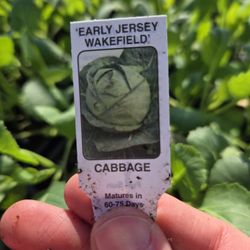 'EARLY JERSEY
WAKEFIELD'
CABBAGE
Matures in
60-75 Days